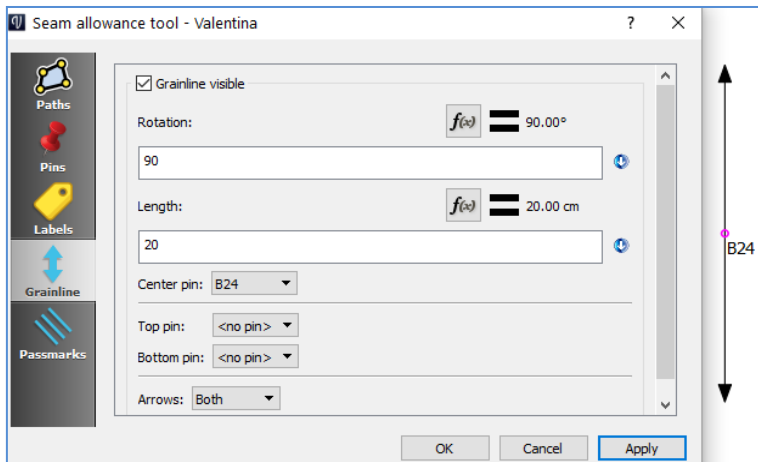 Seam allowance tool - Valentina
?
Paths
Pins
Labels
Grainline
Passmarks
Grainline visible
Rotation:
f(x)
90.00°
90
Length:
f(x)
20.00 cm
20
Center pin: B24
Top pin: <no pin>
Bottom pin: <no pin>
Arrows: Both
OK Cancel Apply
B24